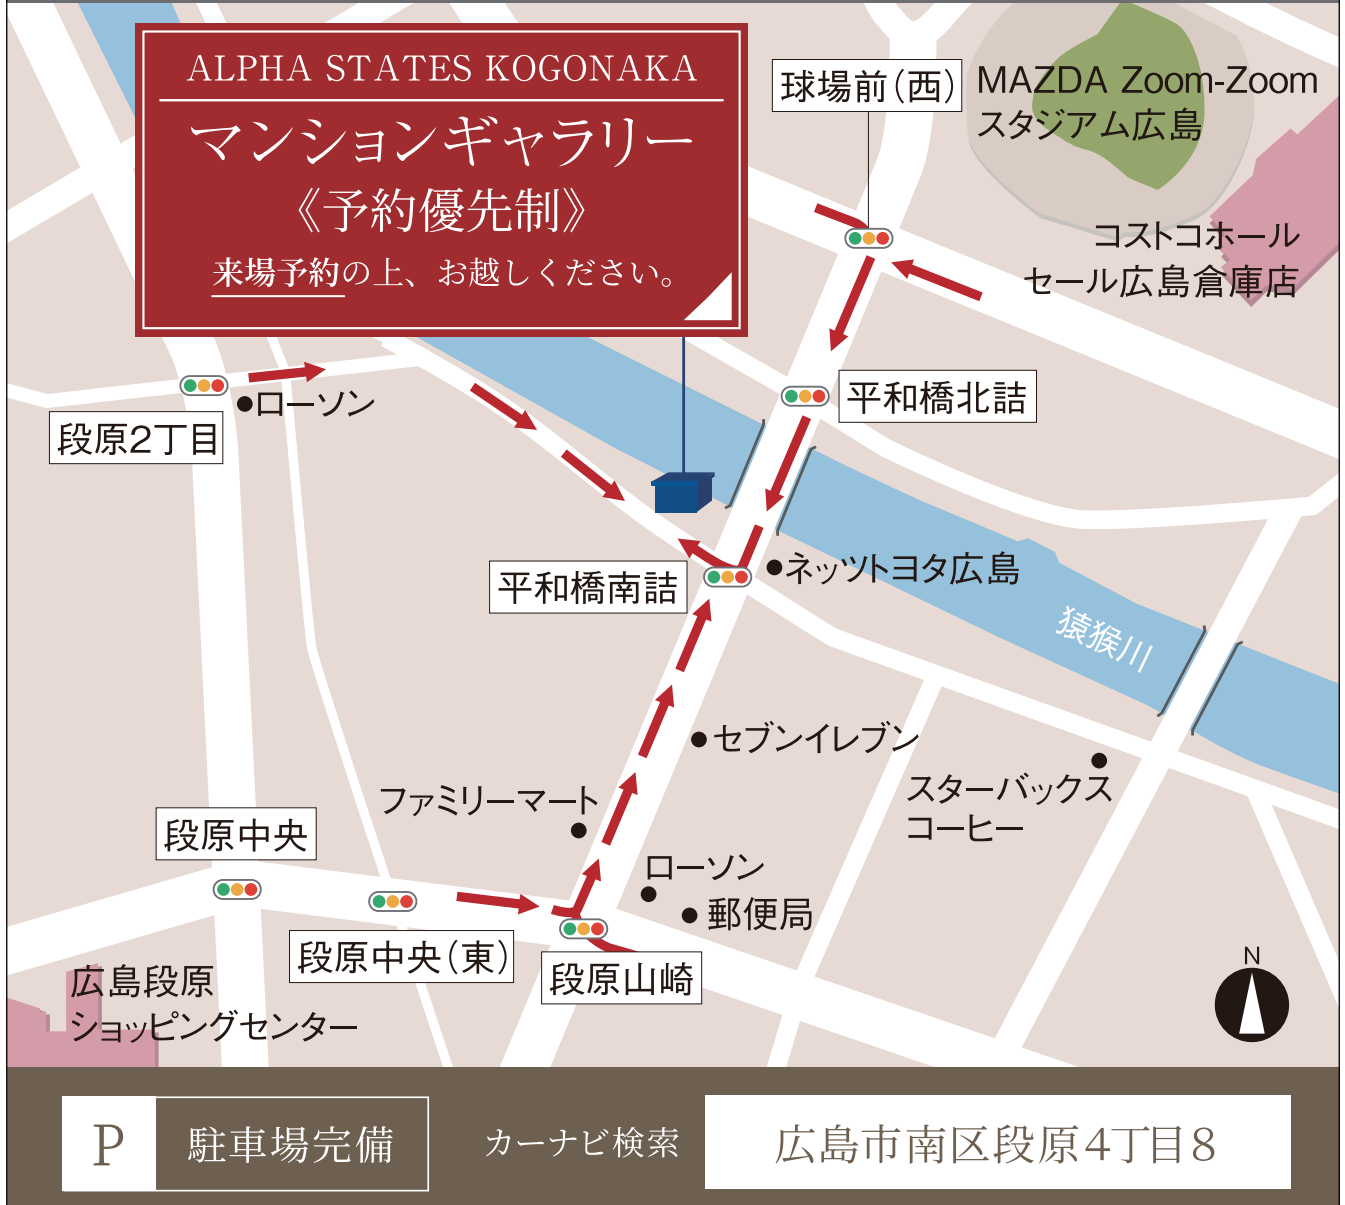 ALPHA STATES KOGONAKA
マンションギャラリー
《予約優先制》
来場予約の上、お越しください。
球場前(西)
MAZDA Zoom-Zoom
スタジアム広島
コストコホール
セール広島倉庫店
平和橋北詰
ローソン
段原2丁目
平和橋南詰
ネッツトヨタ広島
猿猴川
セブンイレブン
スターバックス
コーヒー
ファミリーマート
段原中央
ローソン
郵便局
段原中央(東)
段原山崎
広島段原
ショッピングセンター
N
P
駐車場完備
カーナビ検索
広島市南区段原4丁目8